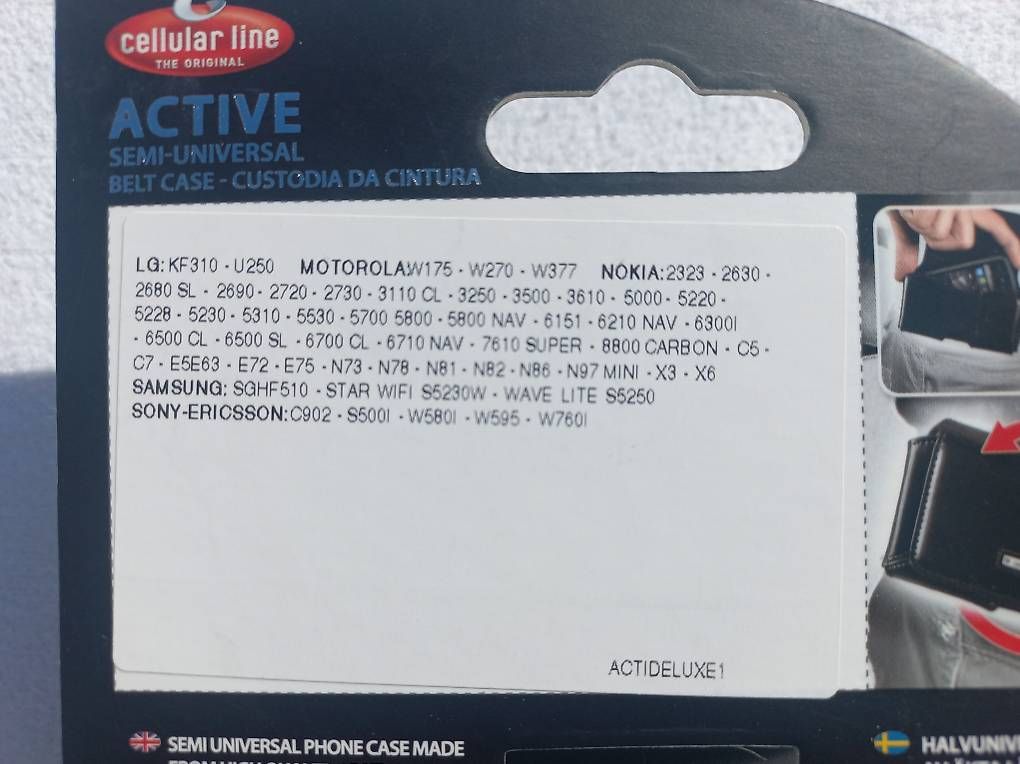 cellular line
THE ORIGINAL
ACTIVE
SEMI-UNIVERSAL
BELT CASE - CUSTODIA DA CINTURA
LG: KF310 - U250 MOTOROLA:W175 - W270 - W377 NOKIA:2323 - 2630 -
2680 SL - 2690 - 2720 - 2730 - 3110 CL - 3250 - 3500 - 3610 - 5000 - 5220 -
5228 - 5230 - 5310 - 5530 - 5700 5800 - 5800 NAV - 6151 - 6210 NAV - 6300I
- 6500 CL - 6500 SL - 6700 CL - 6710 NAV - 7610 SUPER - 8800 CARBON - C5 -
C7 - E5E63 - E72 - E75 - N73 - N78 - N81 - N82 - N86 - N97 MINI - X3 - X6
SAMSUNG: SGHF510 - STAR WIFI S5230W - WAVE LITE S5250
SONY-ERICSSON:C902 - S500I - W580I - W595 - W760I
ACTIDELUXE1
SEMI UNIVERSAL PHONE CASE MADE
HALVUNIV